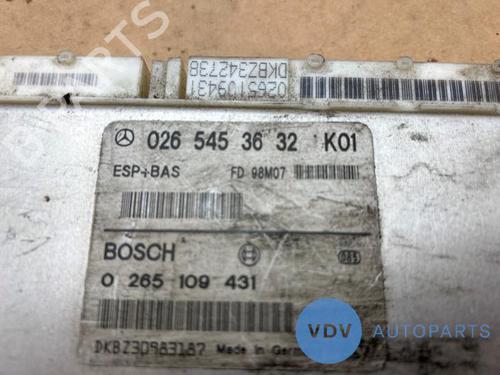 DKBZ342738
0265109431
026 545 36 32 K01
ESP+BAS FD 98M07
BOSCH
0 265 109 431
DKBZ30983187 Made in Germ
VDV AUTOPARTS